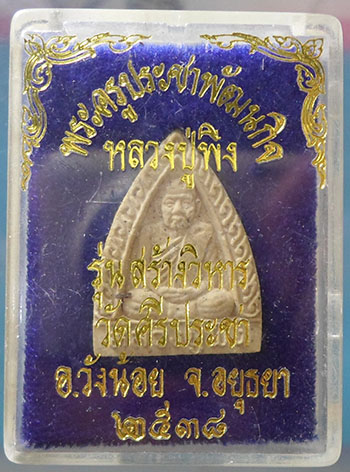 พระครูประชาพัฒนกิจ
หลวงปู่พิง
รุ่น สร้างวิหาร
วัดศรีประชา
อ.วังน้อย จ.อยุธยา
๒๕๓๘